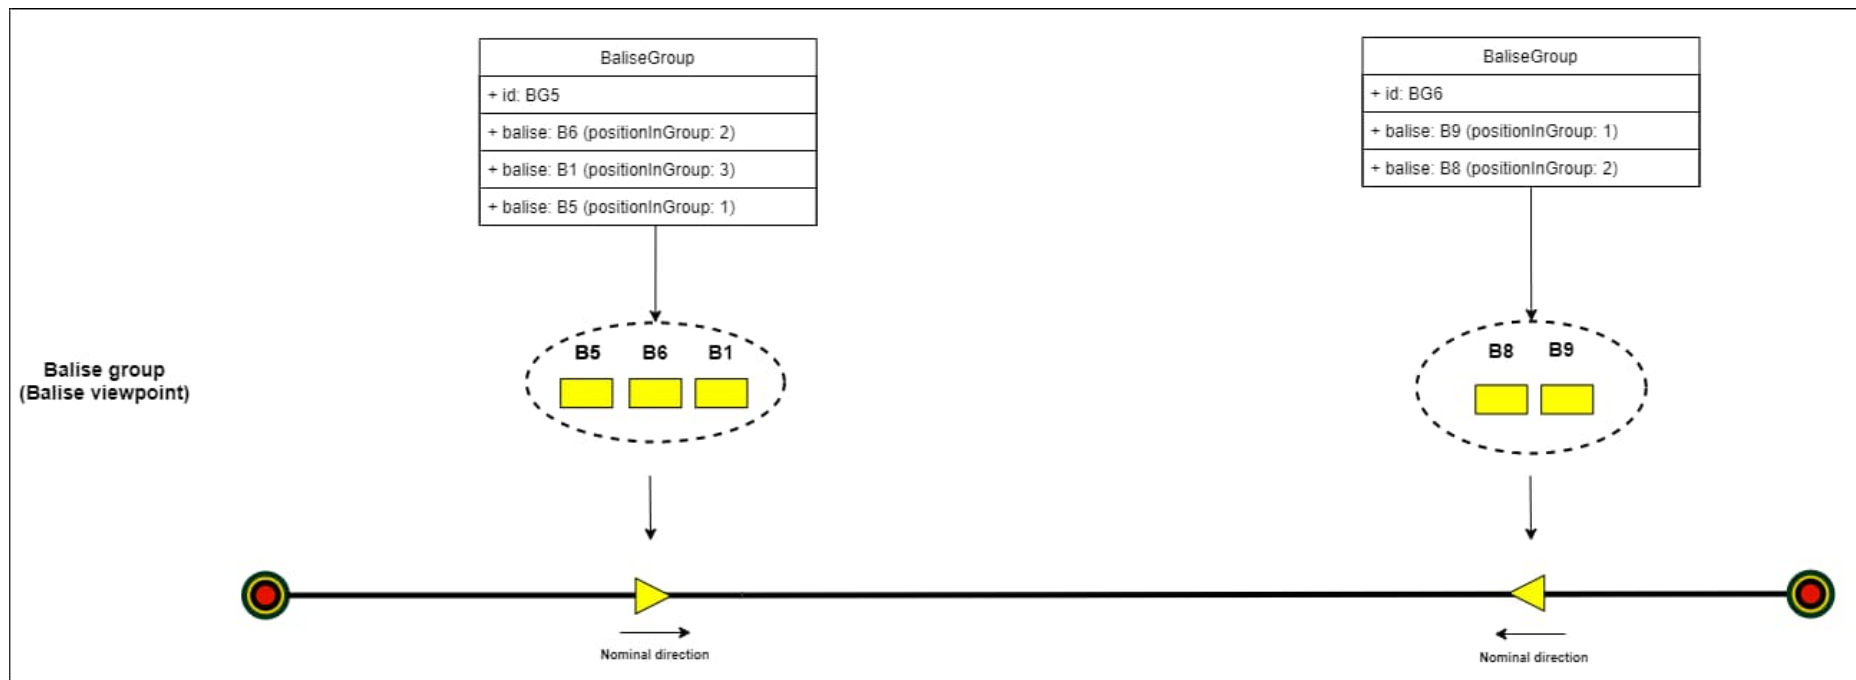 BaliseGroup
+ id: BG5
+ balise: B6 (positionInGroup: 2)
+ balise: B1 (positionInGroup: 3)
+ balise: B5 (positionInGroup: 1)
BaliseGroup
+ id: BG6
+ balise: B9 (positionInGroup: 1)
+ balise: B8 (positionInGroup: 2)
Balise group
(Balise viewpoint)
B5 B6 B1
B8 B9
Nominal direction
Nominal direction